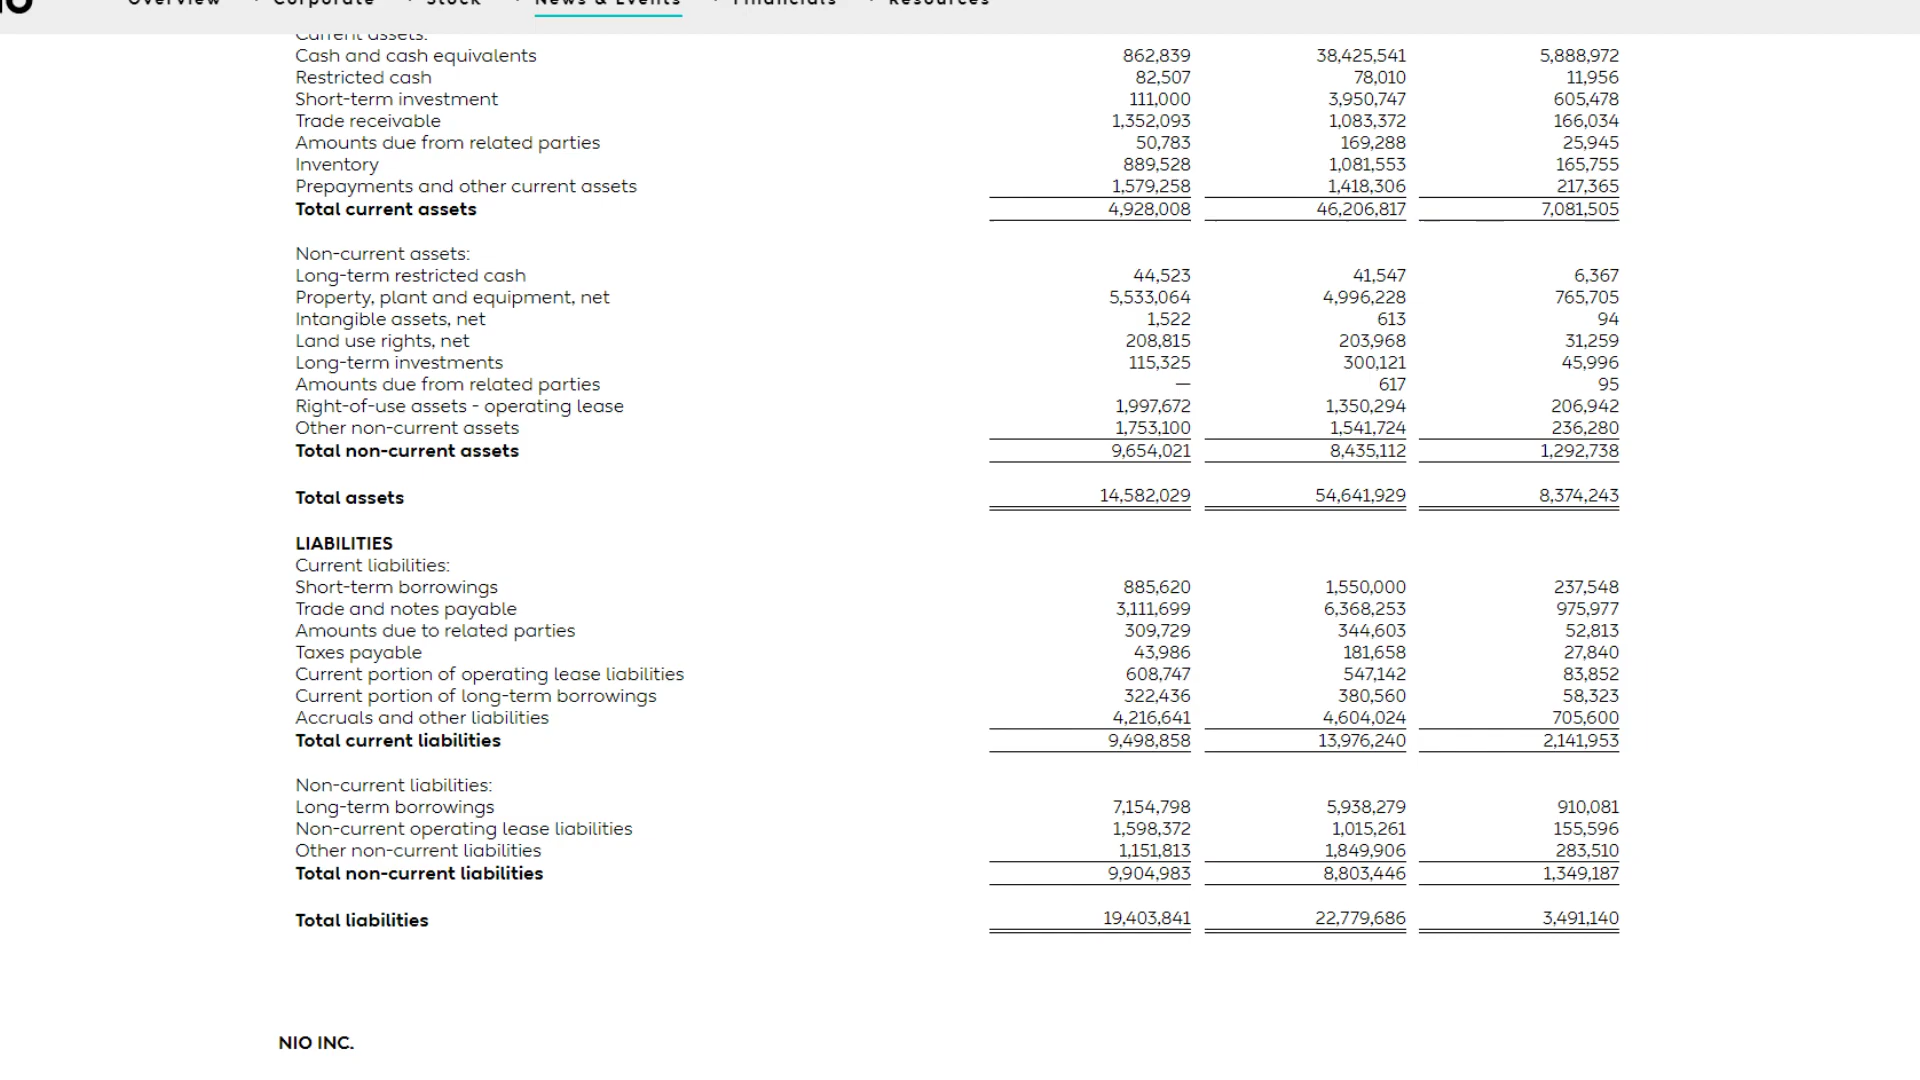 Overview Corporate Stock News & Events Financials Resources
Current assets:
Cash and cash equivalents 862,839 38,425,541 5,888,972
Restricted cash 82,507 78,010 11,956
Short-term investment 111,000 3,950,747 605,478
Trade receivable 1,352,093 1,083,372 166,034
Amounts due from related parties 50,783 169,288 25,945
Inventory 889,528 1,081,553 165,755
Prepayments and other current assets 1,579,258 1,418,306 217,365
Total current assets 4,928,008 46,206,817 7,081,505
Non-current assets:
Long-term restricted cash 44,523 41,547 6,367
Property, plant and equipment, net 5,533,064 4,996,228 765,705
Intangible assets, net 1,522 613 94
Land use rights, net 208,815 203,968 31,259
Long-term investments 115,325 300,121 45,996
Amounts due from related parties — 617 95
Right-of-use assets - operating lease 1,997,672 1,350,294 206,942
Other non-current assets 1,753,100 1,541,724 236,280
Total non-current assets 9,654,021 8,435,112 1,292,738
Total assets 14,582,029 54,641,929 8,374,243
LIABILITIES
Current liabilities:
Short-term borrowings 885,620 1,550,000 237,548
Trade and notes payable 3,111,699 6,368,253 975,977
Amounts due to related parties 309,729 344,603 52,813
Taxes payable 43,986 181,658 27,840
Current portion of operating lease liabilities 608,747 547,142 83,852
Current portion of long-term borrowings 322,436 380,560 58,323
Accruals and other liabilities 4,216,641 4,604,024 705,600
Total current liabilities 9,498,858 13,976,240 2,141,953
Non-current liabilities:
Long-term borrowings 7,154,798 5,938,279 910,081
Non-current operating lease liabilities 1,598,372 1,015,261 155,596
Other non-current liabilities 1,151,813 1,849,906 283,510
Total non-current liabilities 9,904,983 8,803,446 1,349,187
Total liabilities 19,403,841 22,779,686 3,491,140
NIO INC.